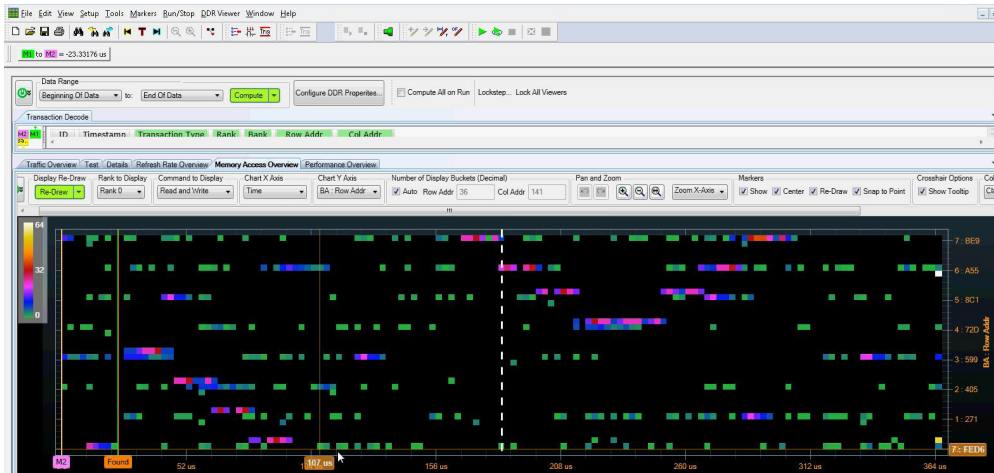 File Edit View Setup Tools Markers Run/Stop DDR Viewer Window Help
M1 to M2 = -23.33176 us
Data Range
Beginning Of Data to: End Of Data Compute Configure DDR Properites... Compute All on Run Lockstep... Lock All Viewers
Transaction Decode
M2 M1 ID Timestamp Transaction Type Rank Bank Row Addr Col Addr
Traffic Overview Test Details Refresh Rate Overview Memory Access Overview Performance Overview
Display Re-Draw Rank to Display Command to Display Chart X Axis Chart Y Axis Number of Display Buckets (Decimal) Pan and Zoom Markers Crosshair Options
Re-Draw Rank 0 Read and Write Time BA : Row Addr Auto Row Addr 36 Col Addr 141 Zoom X-Axis Show Center Re-Draw Snap to Point Show Tooltip
64
7 : BE9
6 : A55
32
5 : 8C1
0
4 : 72D
BA : Row Addr
3 : 599
2 : 405
1 : 271
7 : FED6
M2 Found 107 us
52 us 156 us 208 us 260 us 312 us 364 us